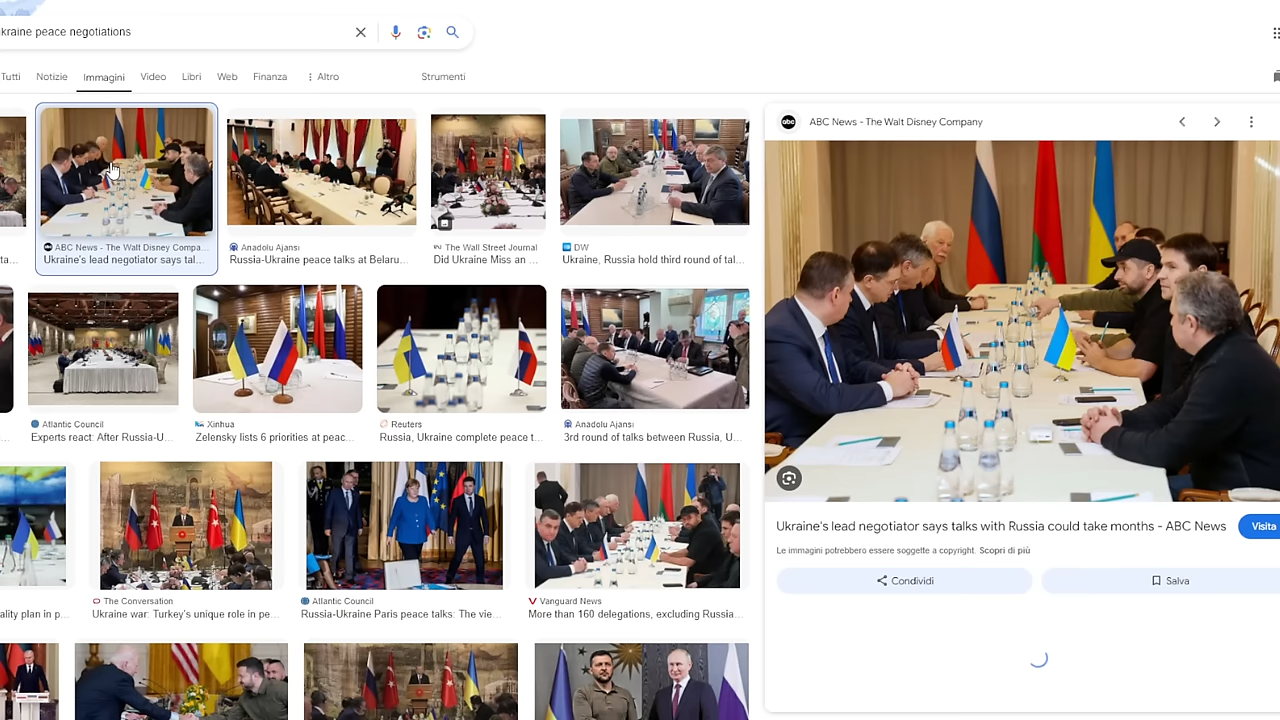 kraine peace negotiations
Tutti Notizie Immagini Video Libri Web Finanza Altro Strumenti
ABC News - The Walt Disney Compa...
Ukraine's lead negotiator says tal...
Anadolu Ajansı
Russia-Ukraine peace talks at Belaru...
The Wall Street Journal
Did Ukraine Miss an ...
DW
Ukraine, Russia hold third round of tal...
ta...
Atlantic Council
Experts react: After Russia-U...
Xinhua
Zelensky lists 6 priorities at peac...
Reuters
Russia, Ukraine complete peace t...
Anadolu Ajansı
3rd round of talks between Russia, U...
ality plan in p...
The Conversation
Ukraine war: Turkey's unique role in pe...
Atlantic Council
Russia-Ukraine Paris peace talks: The vie...
Vanguard News
More than 160 delegations, excluding Russia...
abc
ABC News - The Walt Disney Company
Ukraine's lead negotiator says talks with Russia could take months - ABC News
Visita
Le immagini potrebbero essere soggette a copyright. Scopri di più
Condividi
Salva